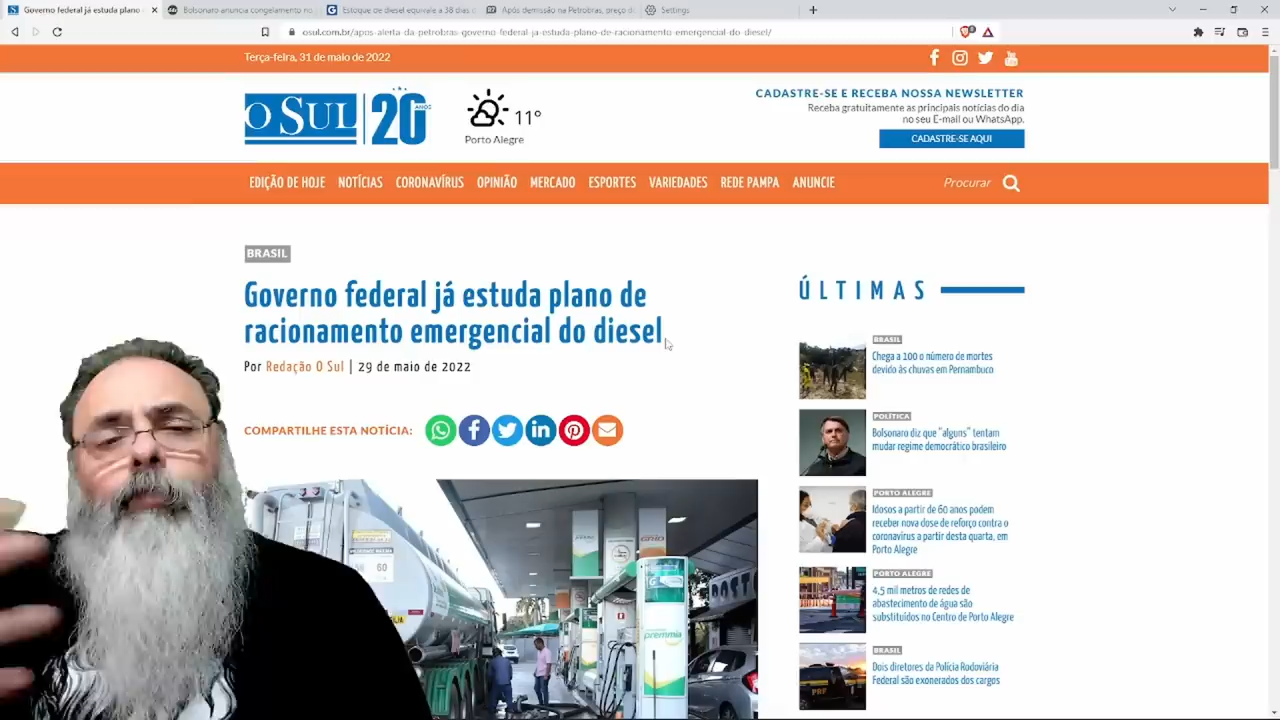 Governo federal já estuda plano
Bolsonaro anuncia congelamento no
Estoque de diesel equivale a 38 dias c
Após demissão na Petrobras, preço d
Settings
osul.com.br/apos-alerta-da-petrobras-governo-federal-ja-estuda-plano-de-racionamento-emergencial-do-diesel/
Terça-feira, 31 de maio de 2022
O SUL 20 ANOS
11°
Porto Alegre
CADASTRE-SE E RECEBA NOSSA NEWSLETTER
Receba gratuitamente as principais notícias do dia
no seu E-mail ou WhatsApp.
CADASTRE-SE AQUI
EDIÇÃO DE HOJE NOTÍCIAS CORONAVÍRUS OPINIÃO MERCADO ESPORTES VARIEDADES REDE PAMPA ANUNCIE Procurar
BRASIL
Governo federal já estuda plano de
racionamento emergencial do diesel
Por Redação O Sul | 29 de maio de 2022
COMPARTILHE ESTA NOTÍCIA:
60
premmia
ÚLTIMAS
BRASIL
Chega a 100 o número de mortes
devido às chuvas em Pernambuco
POLÍTICA
Bolsonaro diz que "alguns" tentam
mudar regime democrático brasileiro
PORTO ALEGRE
Idosos a partir de 60 anos podem
receber nova dose de reforço contra o
coronavírus a partir desta quarta, em
Porto Alegre
PORTO ALEGRE
4,5 mil metros de redes de
abastecimento de água são
substituídos no Centro de Porto Alegre
BRASIL
Dois diretores da Polícia Rodoviária
Federal são exonerados dos cargos
PRF